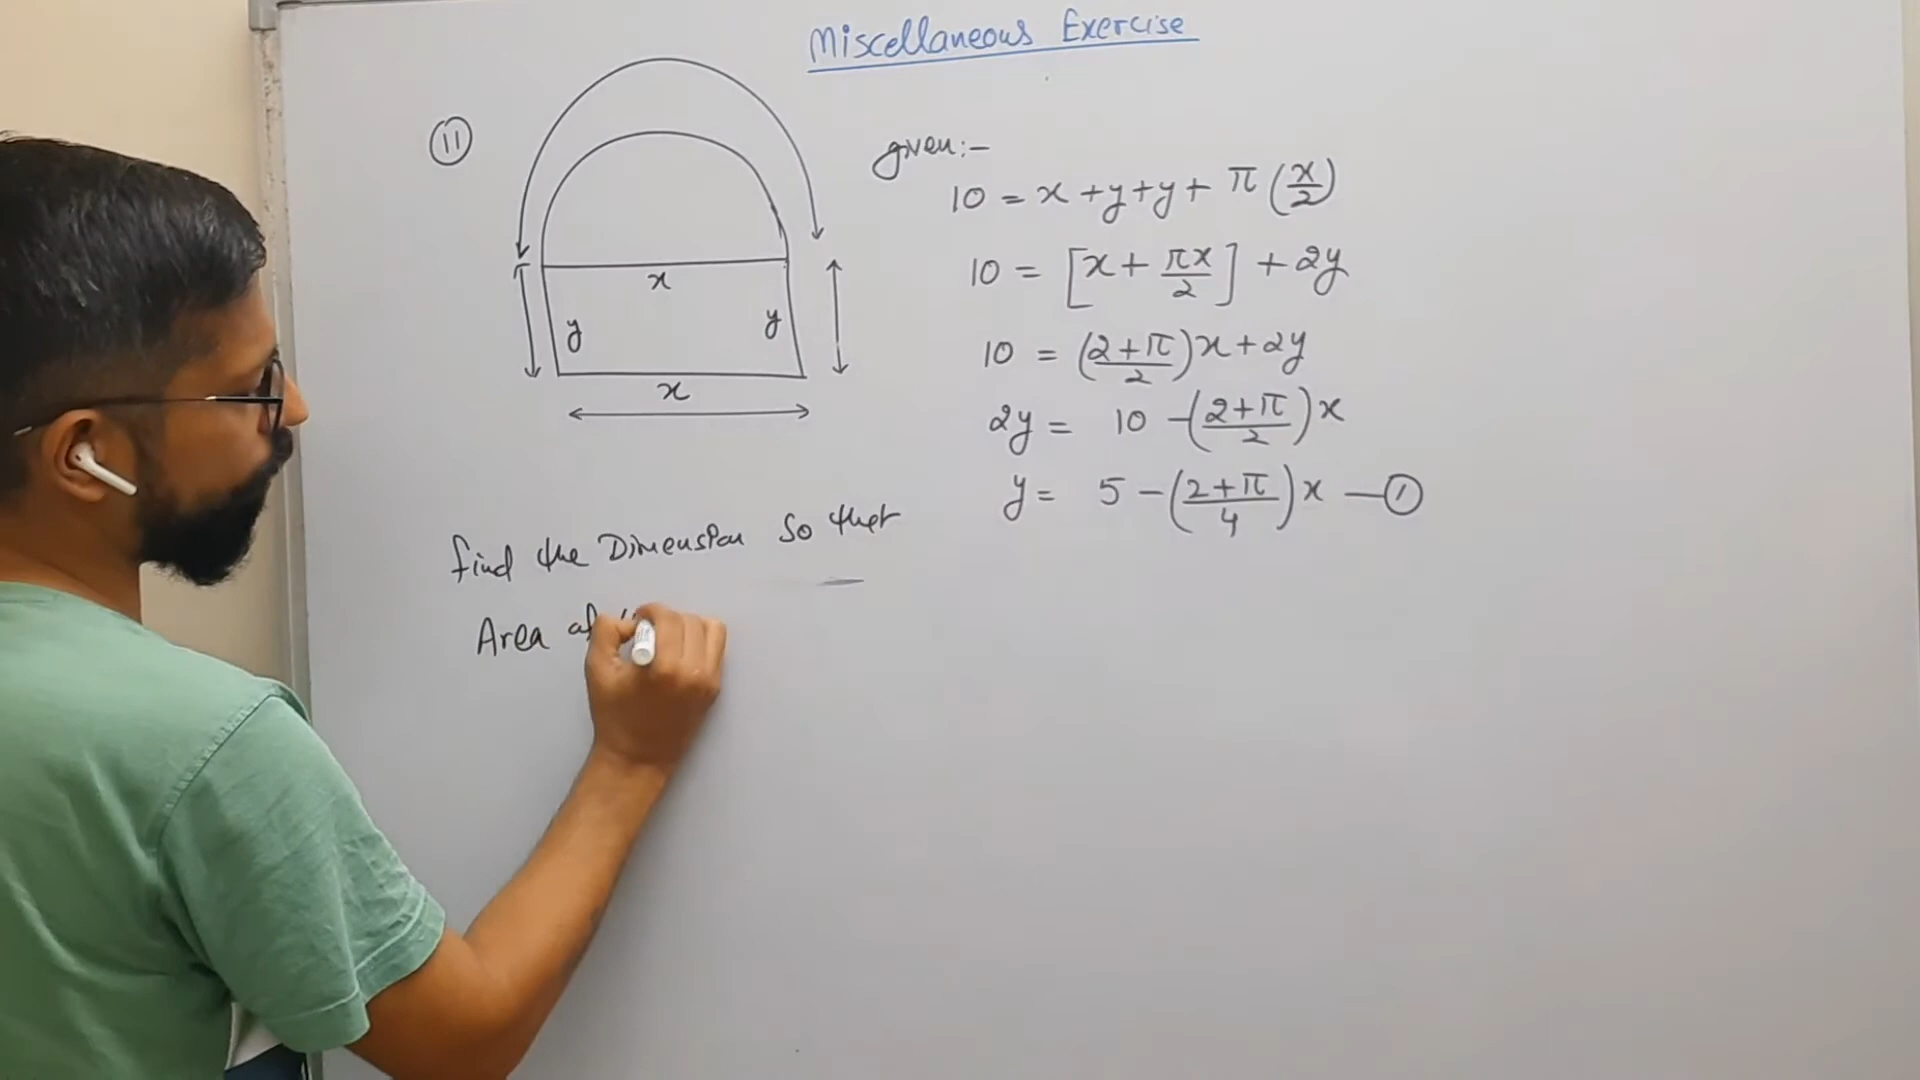 Miscellaneous Exercise
11
x
y
y
x
given:-
10 = x + y + y + π (x/2)
10 = [x + πx/2] + 2y
10 = (2+π/2)x + 2y
2y = 10 - (2+π/2)x
y = 5 - (2+π/4)x — 1
find the Dimension so that
Area of